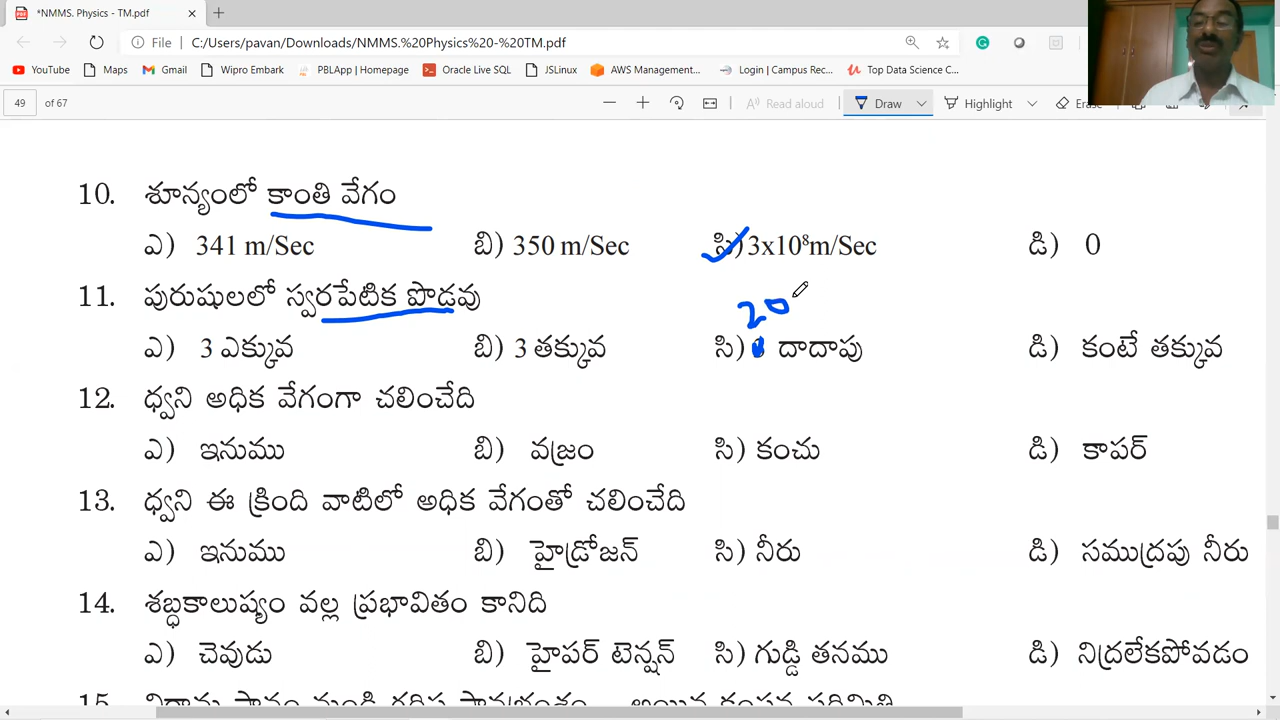 *NMMS. Physics - TM.pdf
File C:/Users/pavan/Downloads/NMMS.%20Physics%20-%20TM.pdf
YouTube Maps Gmail Wipro Embark PBLApp | Homepage Oracle Live SQL JSLinux AWS Management... Login | Campus Rec... Top Data Science C...
49 of 67 Read aloud Draw Highlight Erase
10. శూన్యంలో కాంతి వేగం
ఎ) 341 m/Sec బి) 350 m/Sec సి) 3x10⁸m/Sec డి) 0
11. పురుషులలో స్వరపేటిక పొడవు
20
ఎ) 3 ఎక్కువ బి) 3 తక్కువ సి) దాదాపు డి) కంటే తక్కువ
12. ధ్వని అధిక వేగంగా చలించేది
ఎ) ఇనుము బి) వజ్రం సి) కంచు డి) కాపర్
13. ధ్వని ఈ క్రింది వాటిలో అధిక వేగంతో చలించేది
ఎ) ఇనుము బి) హైడ్రోజన్ సి) నీరు డి) సముద్రపు నీరు
14. శబ్ధకాలుష్యం వల్ల ప్రభావితం కానిది
ఎ) చెవుడు బి) హైపర్ టెన్షన్ సి) గుడ్డి తనము డి) నిద్రలేకపోవడం
15.